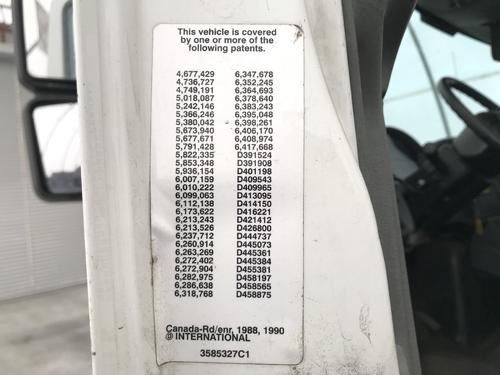 This vehicle is covered
by one or more of the
following patents.
4,677,429 6,347,678
4,736,727 6,352,245
4,749,191 6,364,693
5,018,087 6,378,640
5,242,146 6,383,243
5,366,246 6,395,048
5,380,042 6,398,261
5,673,940 6,406,170
5,677,671 6,408,974
5,791,428 6,417,668
5,822,335 D391524
5,853,348 D391908
5,936,154 D401198
6,007,159 D409543
6,010,222 D409965
6,099,063 D413095
6,112,138 D414150
6,173,622 D416221
6,213,243 D421412
6,213,526 D426800
6,237,712 D444737
6,260,914 D445073
6,263,269 D445361
6,272,402 D445384
6,272,904 D455381
6,282,975 D458197
6,286,638 D458565
6,318,768 D458875
Canada-Rd/enr, 1988, 1990
@ INTERNATIONAL
3585327C1